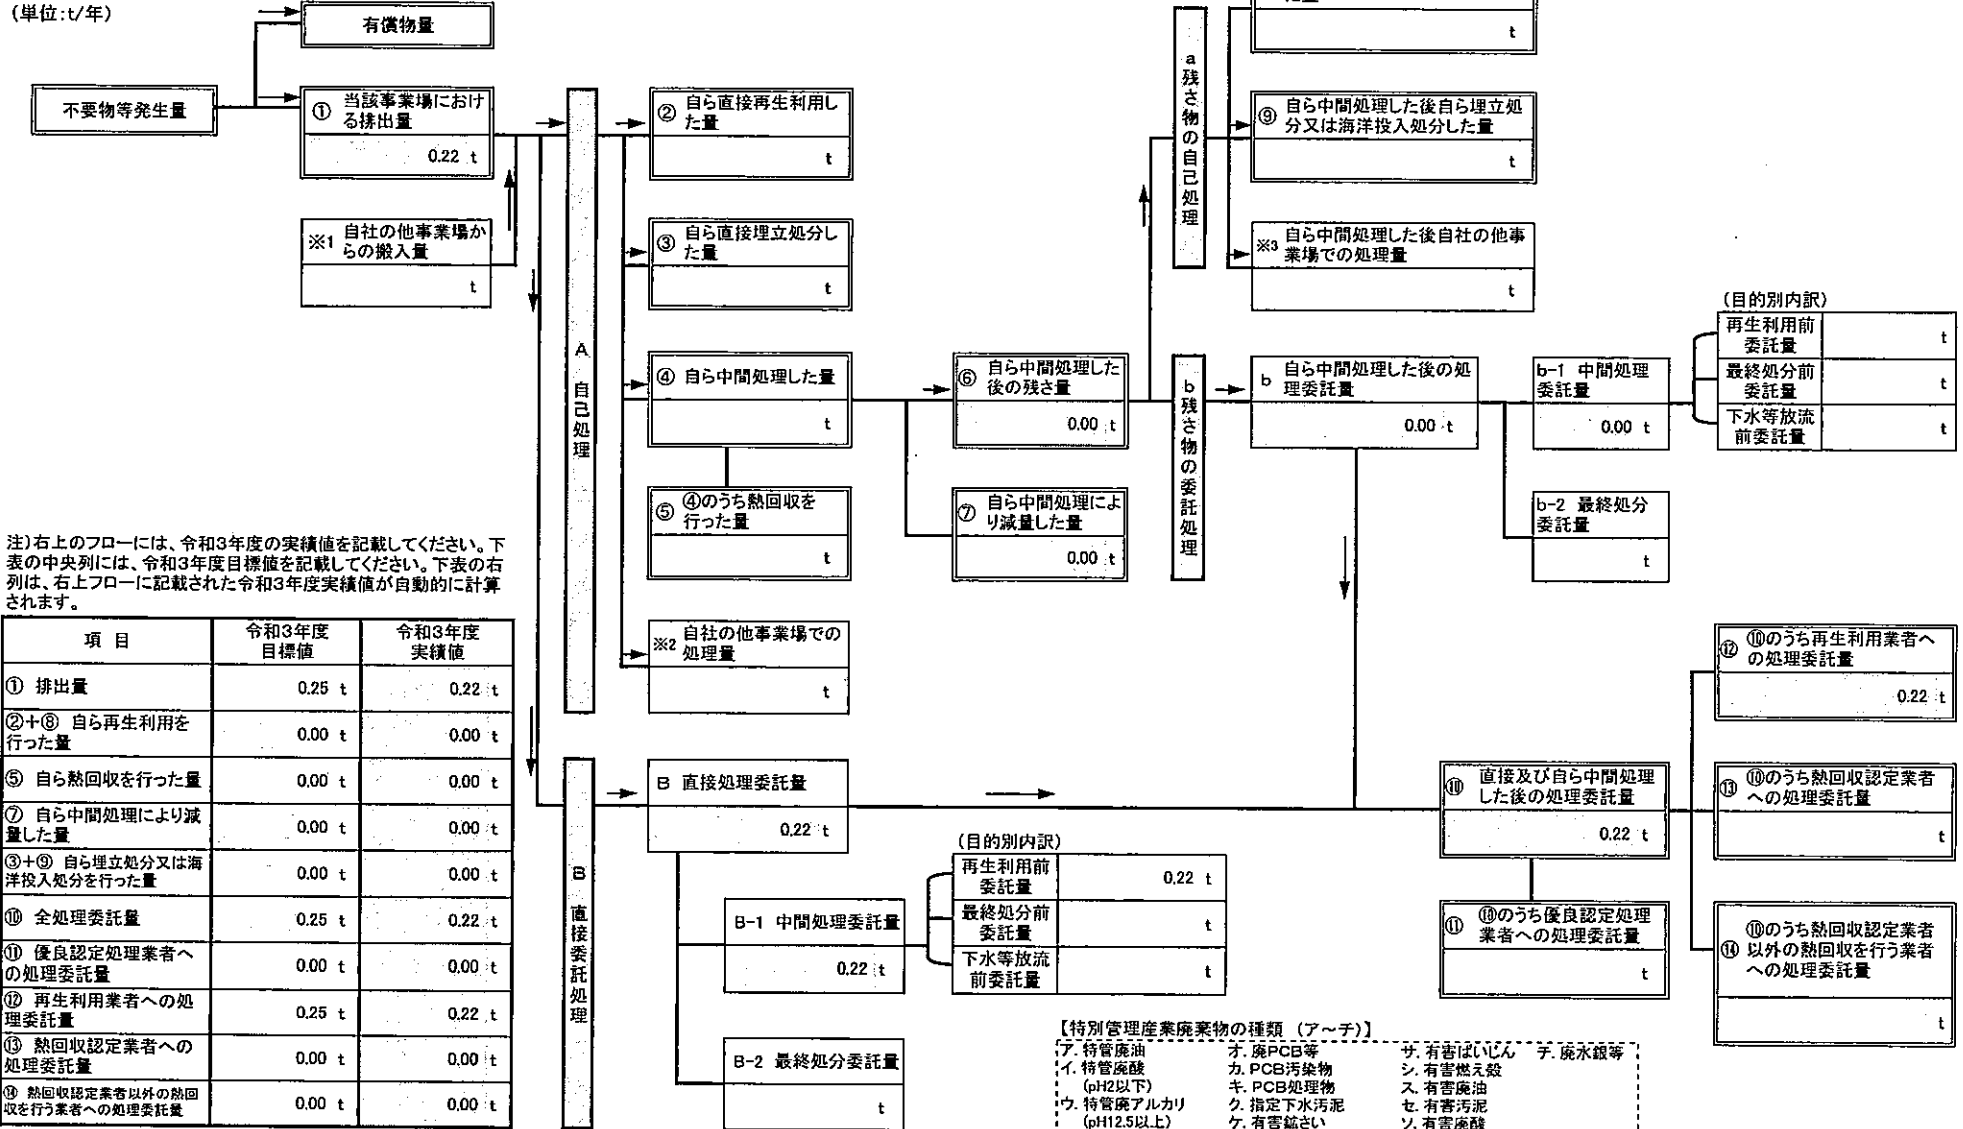 (単位:t/年)
有償物量
不要物等発生量
① 当該事業場におけ
る排出量
0.22 t
※1 自社の他事業場か
らの搬入量
t
A 自己処理
② 自ら直接再生利用し
た量
t
③ 自ら直接埋立処分し
た量
t
④ 自ら中間処理した量
t
⑤ ④のうち熱回収を
行った量
t
※2 自社の他事業場での
処理量
t
⑥ 自ら中間処理した
後の残さ量
0.00 t
⑦ 自ら中間処理によ
り減量した量
0.00 t
a 残さ物の自己処理
t
⑨ 自ら中間処理した後自ら埋立処
分又は海洋投入処分した量
t
※3 自ら中間処理した後自社の他事
業場での処理量
t
b 残さ物の委託処理
b 自ら中間処理した後の処
理委託量
0.00 t
b-1 中間処理
委託量
0.00 t
(目的別内訳)
再生利用前
委託量 t
最終処分前
委託量 t
下水等放流
前委託量 t
b-2 最終処分
委託量
t
注)右上のフローには、令和3年度の実績値を記載してください。下
表の中央列には、令和3年度目標値を記載してください。下表の右
列は、右上フローに記載された令和3年度実績値が自動的に計算
されます。
項 目 令和3年度 目標値 令和3年度 実績値
① 排出量 0.25 t 0.22 t
②+⑧ 自ら再生利用を
行った量 0.00 t 0.00 t
⑤ 自ら熱回収を行った量 0.00 t 0.00 t
⑦ 自ら中間処理により減
量した量 0.00 t 0.00 t
③+⑨ 自ら埋立処分又は海
洋投入処分を行った量 0.00 t 0.00 t
⑩ 全処理委託量 0.25 t 0.22 t
⑪ 優良認定処理業者へ
の処理委託量 0.00 t 0.00 t
⑫ 再生利用業者への処
理委託量 0.25 t 0.22 t
⑬ 熱回収認定業者への
処理委託量 0.00 t 0.00 t
⑭ 熱回収認定業者以外の熱回
収を行う業者への処理委託量 0.00 t 0.00 t
B 直接委託処理
B 直接処理委託量
0.22 t
B-1 中間処理委託量
0.22 t
B-2 最終処分委託量
t
(目的別内訳)
再生利用前
委託量 0.22 t
最終処分前
委託量 t
下水等放流
前委託量 t
⑩ 直接及び自ら中間処理
した後の処理委託量
0.22 t
⑪ ⑩のうち優良認定処理
業者への処理委託量
t
⑫ ⑩のうち再生利用業者へ
の処理委託量
0.22 t
⑬ ⑩のうち熱回収認定業者
への処理委託量
t
⑭ ⑩のうち熱回収認定業者
以外の熱回収を行う業者
への処理委託量
t
【特別管理産業廃棄物の種類 (ア~チ)】
ア. 特管廃油 オ. 廃PCB等 サ. 有害ばいじん チ. 廃水銀等
イ. 特管廃酸 カ. PCB汚染物 シ. 有害燃え殻
(pH2以下) キ. PCB処理物 ス. 有害廃油
ウ. 特管廃アルカリ ク. 指定下水汚泥 セ. 有害汚泥
(pH12.5以上) ケ. 有害鉱さい ソ. 有害廃酸